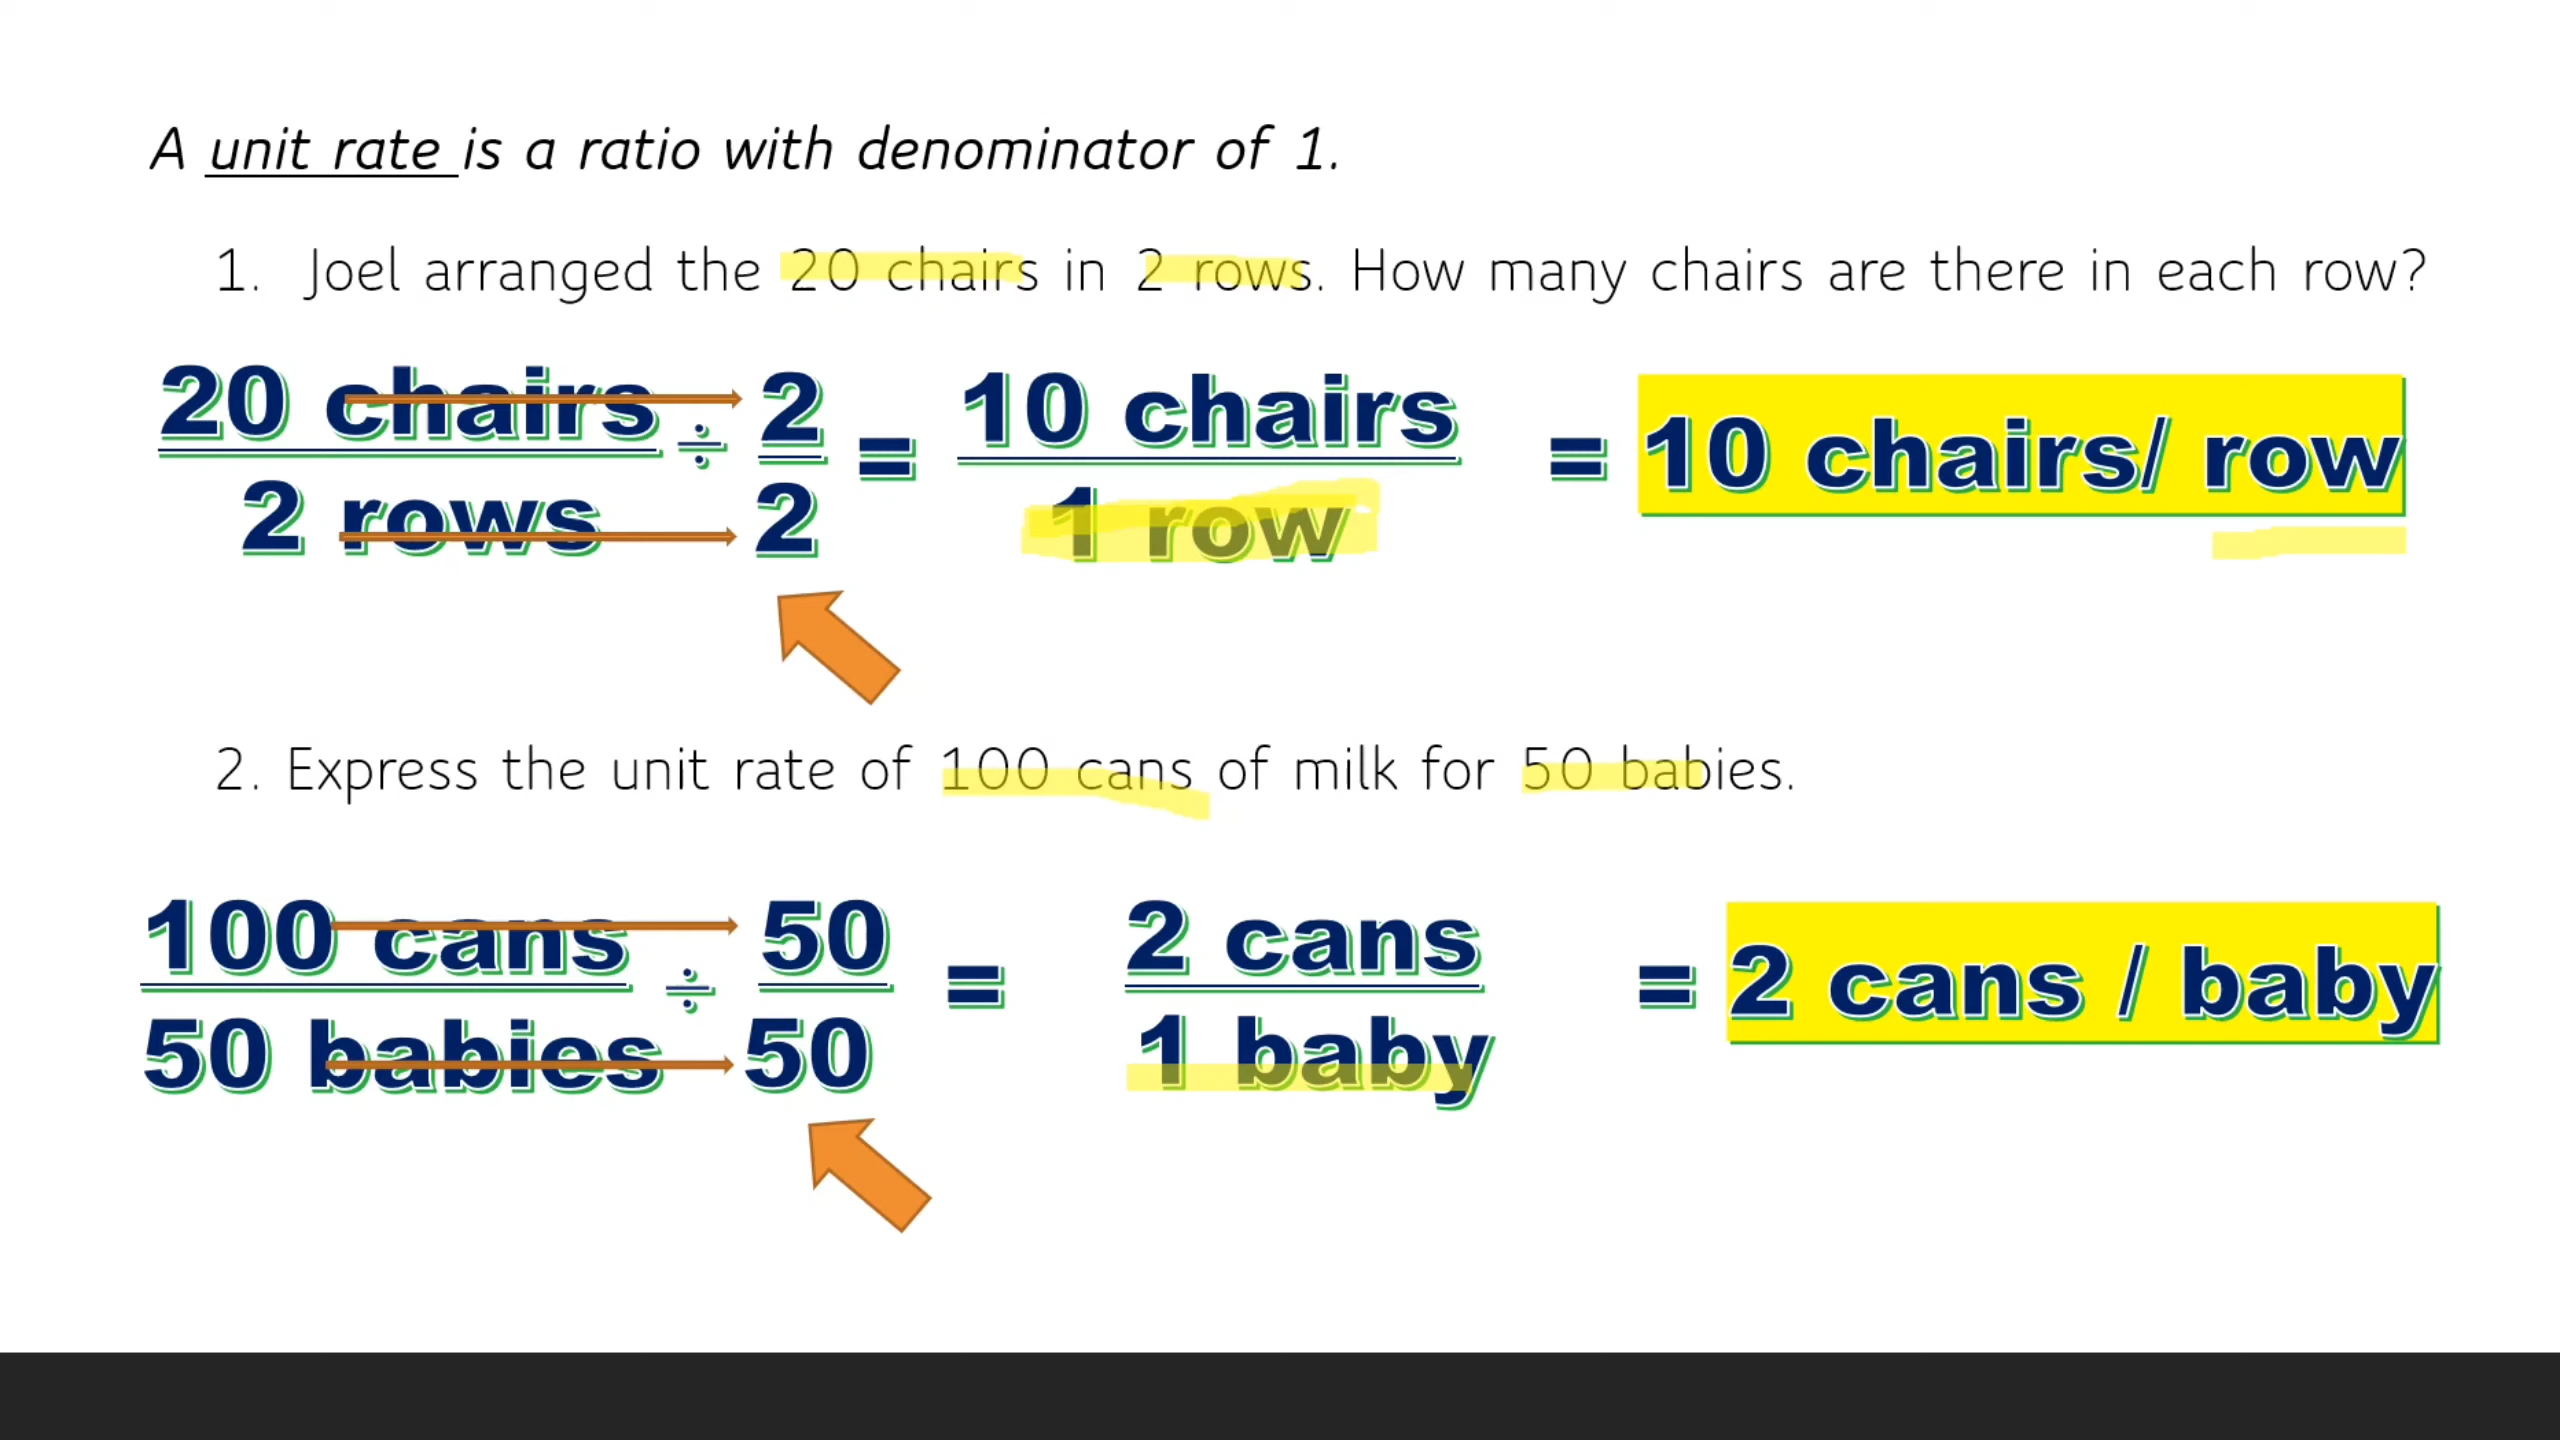 A unit rate is a ratio with denominator of 1.
1. Joel arranged the 20 chairs in 2 rows. How many chairs are there in each row?
20 chairs ÷ 2 = 10 chairs = 10 chairs/ row
2 rows 2 1 row
2. Express the unit rate of 100 cans of milk for 50 babies.
100 cans ÷ 50 = 2 cans = 2 cans / baby
50 babies 50 1 baby